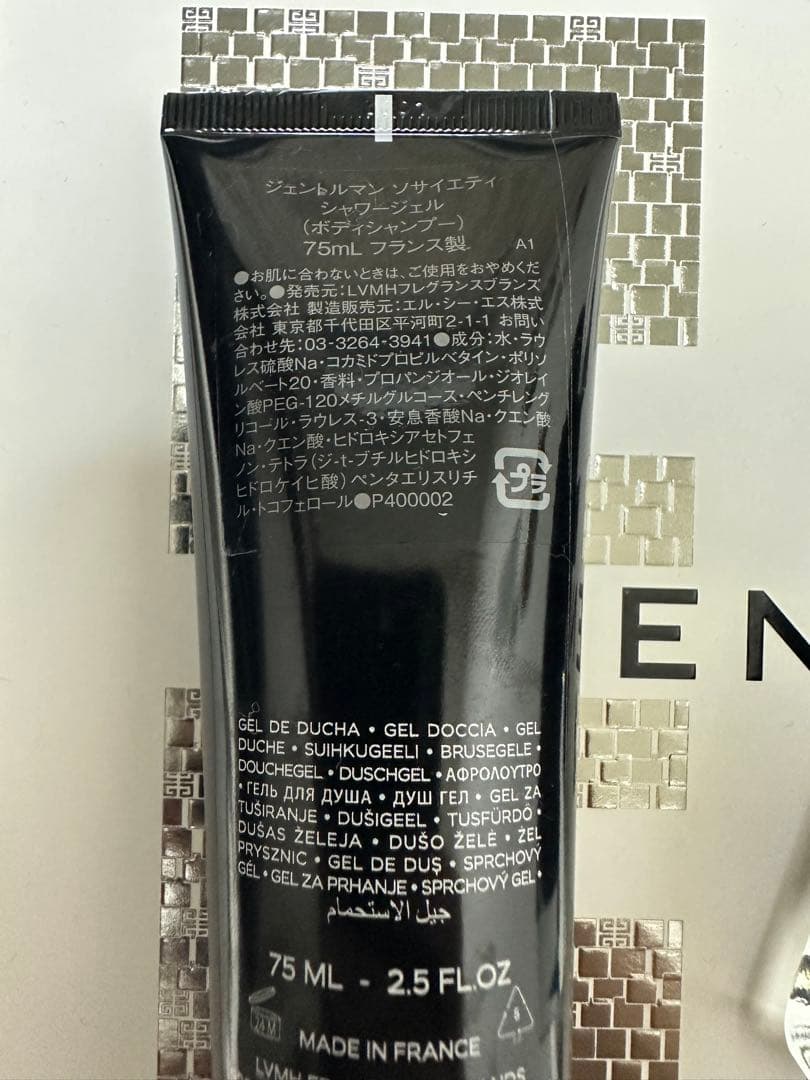 ジェントルマン ソサイエティ
シャワージェル
（ボディシャンプー）
75mL フランス製 A1
●お肌に合わないときは、ご使用をおやめくだ
さい。●発売元：LVMHフレグランスブランズ
株式会社 製造販売元：エル・シー・エス株式
会社 東京都千代田区平河町2-1-1 お問い
合わせ先：03-3264-3941●成分：水・ラウ
レス硫酸Na・コカミドプロピルベタイン・ポリソ
ルベート20・香料・プロパンジオール・ジオレイ
ン酸PEG-120メチルグルコース・ペンチレング
リコール・ラウレス-3・安息香酸Na・クエン酸
Na・クエン酸・ヒドロキシアセトフェ
ノン・テトラ（ジ-t-ブチルヒドロキシ
ヒドロケイヒ酸）ペンタエリスリチ
ル・トコフェロール●P400002
プラ
EN
GEL DE DUCHA • GEL DOCCIA • GEL
DUCHE • SUIHKUGEELI • BRUSEGELE •
DOUCHEGEL • DUSCHGEL • ΑΦΡΟΛΟΥΤΡΟ
• ГЕЛЬ ДЛЯ ДУША • ДУШ ГЕЛ • GEL ZA
TUŠIRANJE • DUŠIGEEL • TUSFÜRDŐ •
DUŠAS ŽELEJA • DUŠO ŽELĖ • ŻEL
PRYSZNIC • GEL DE DUȘ • SPRCHOVÝ
GÉL • GEL ZA PRHANJE • SPRCHOVÝ GEL •
جيل الاستحمام
75 ML - 2.5 FL.OZ
24 M
MADE IN FRANCE
LVMH